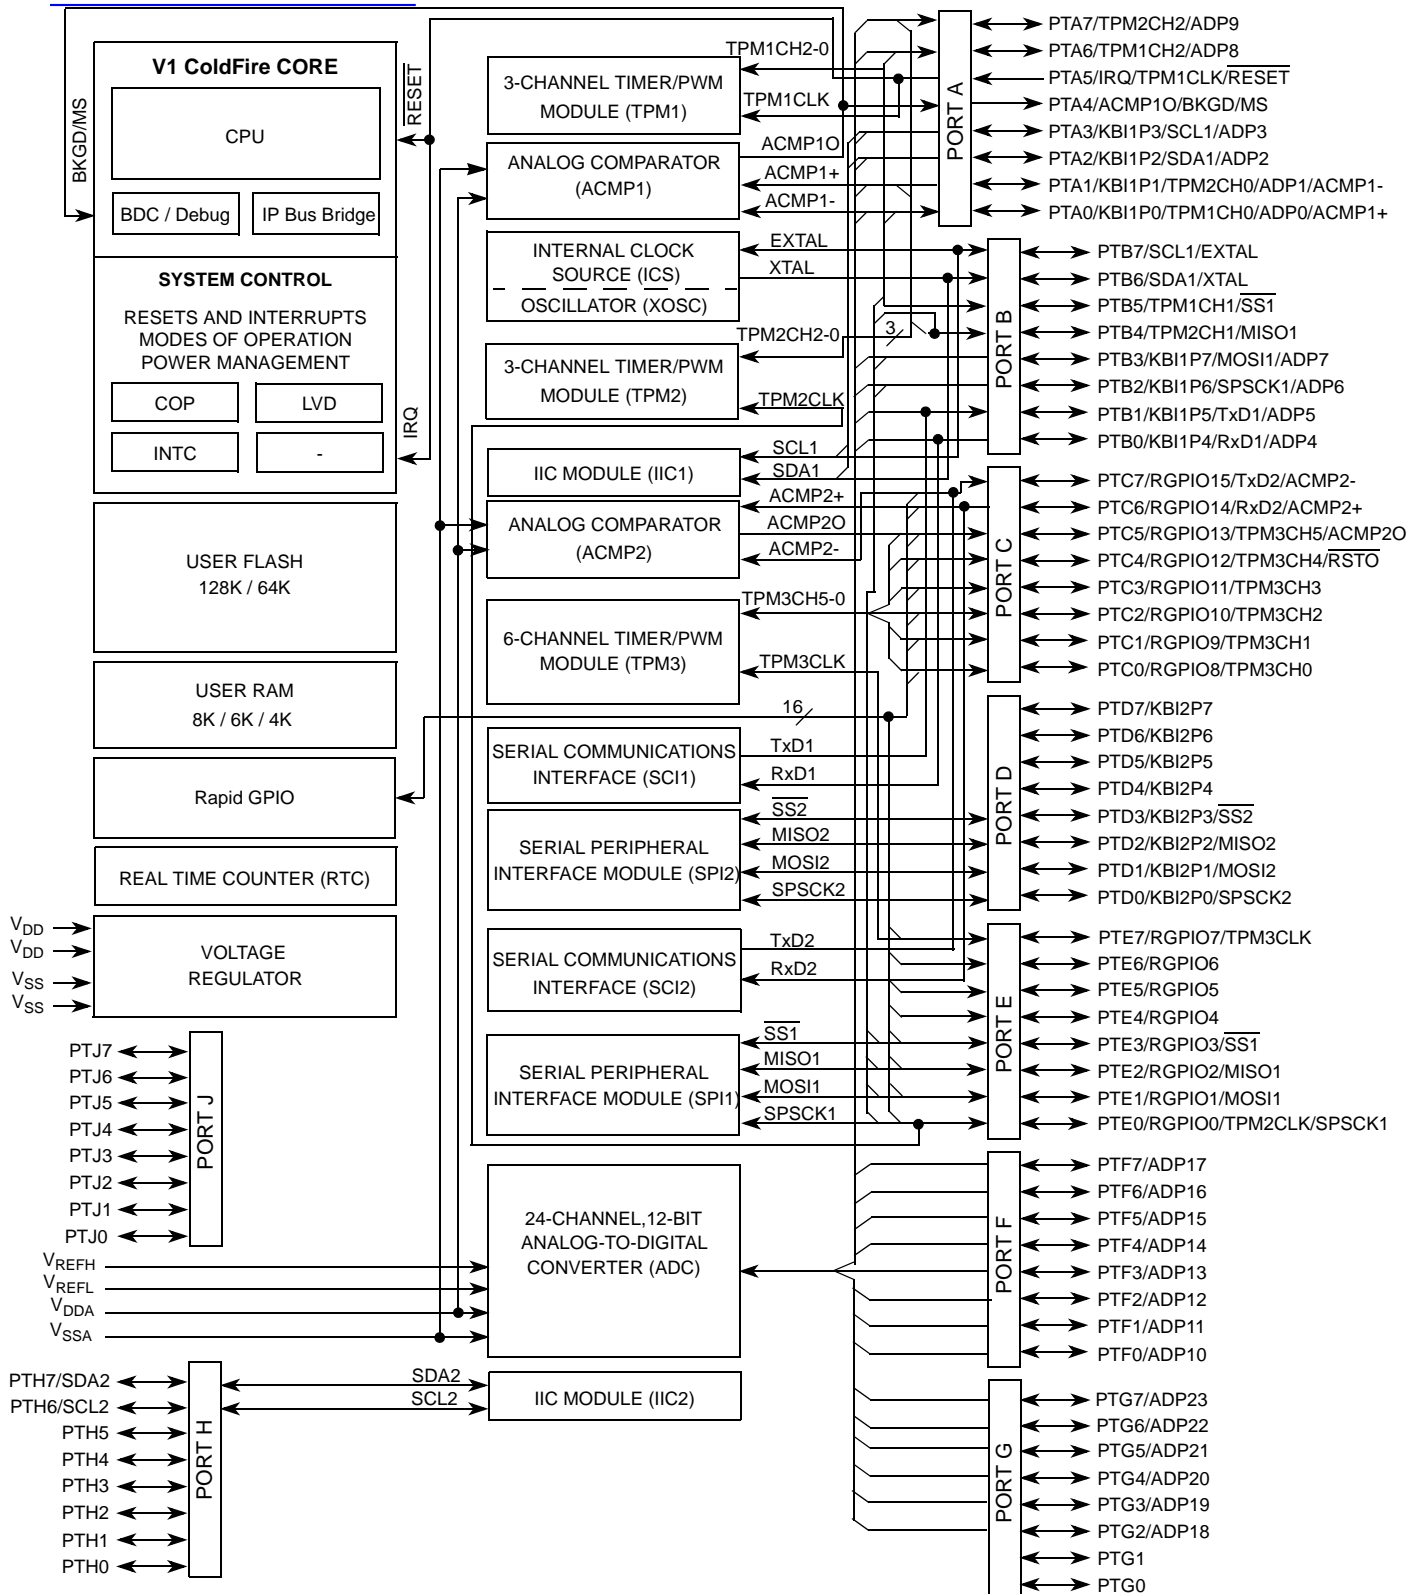 V1 ColdFire CORE
CPU
BDC / Debug
IP Bus Bridge
BKGD/MS
RESET
SYSTEM CONTROL
RESETS AND INTERRUPTS
MODES OF OPERATION
POWER MANAGEMENT
COP
LVD
INTC
-
IRQ
USER FLASH
128K / 64K
USER RAM
8K / 6K / 4K
Rapid GPIO
REAL TIME COUNTER (RTC)
VDD
VDD
VSS
VSS
VOLTAGE
REGULATOR
PTJ7
PTJ6
PTJ5
PTJ4
PTJ3
PTJ2
PTJ1
PTJ0
PORT J
VREFH
VREFL
VDDA
VSSA
PTH7/SDA2
PTH6/SCL2
PTH5
PTH4
PTH3
PTH2
PTH1
PTH0
PORT H
3-CHANNEL TIMER/PWM
MODULE (TPM1)
TPM1CH2-0
TPM1CLK
ANALOG COMPARATOR
(ACMP1)
ACMP1O
ACMP1+
ACMP1-
INTERNAL CLOCK
SOURCE (ICS)
OSCILLATOR (XOSC)
EXTAL
XTAL
3-CHANNEL TIMER/PWM
MODULE (TPM2)
TPM2CH2-0
3
TPM2CLK
IIC MODULE (IIC1)
SCL1
SDA1
ANALOG COMPARATOR
(ACMP2)
ACMP2+
ACMP2O
ACMP2-
6-CHANNEL TIMER/PWM
MODULE (TPM3)
TPM3CH5-0
TPM3CLK
16
SERIAL COMMUNICATIONS
INTERFACE (SCI1)
TxD1
RxD1
SERIAL PERIPHERAL
INTERFACE MODULE (SPI2)
SS2
MISO2
MOSI2
SPSCK2
SERIAL COMMUNICATIONS
INTERFACE (SCI2)
TxD2
RxD2
SERIAL PERIPHERAL
INTERFACE MODULE (SPI1)
SS1
MISO1
MOSI1
SPSCK1
24-CHANNEL,12-BIT
ANALOG-TO-DIGITAL
CONVERTER (ADC)
IIC MODULE (IIC2)
SDA2
SCL2
PORT A
PTA7/TPM2CH2/ADP9
PTA6/TPM1CH2/ADP8
PTA5/IRQ/TPM1CLK/RESET
PTA4/ACMP1O/BKGD/MS
PTA3/KBI1P3/SCL1/ADP3
PTA2/KBI1P2/SDA1/ADP2
PTA1/KBI1P1/TPM2CH0/ADP1/ACMP1-
PTA0/KBI1P0/TPM1CH0/ADP0/ACMP1+
PORT B
PTB7/SCL1/EXTAL
PTB6/SDA1/XTAL
PTB5/TPM1CH1/SS1
PTB4/TPM2CH1/MISO1
PTB3/KBI1P7/MOSI1/ADP7
PTB2/KBI1P6/SPSCK1/ADP6
PTB1/KBI1P5/TxD1/ADP5
PTB0/KBI1P4/RxD1/ADP4
PORT C
PTC7/RGPIO15/TxD2/ACMP2-
PTC6/RGPIO14/RxD2/ACMP2+
PTC5/RGPIO13/TPM3CH5/ACMP2O
PTC4/RGPIO12/TPM3CH4/RSTO
PTC3/RGPIO11/TPM3CH3
PTC2/RGPIO10/TPM3CH2
PTC1/RGPIO9/TPM3CH1
PTC0/RGPIO8/TPM3CH0
PORT D
PTD7/KBI2P7
PTD6/KBI2P6
PTD5/KBI2P5
PTD4/KBI2P4
PTD3/KBI2P3/SS2
PTD2/KBI2P2/MISO2
PTD1/KBI2P1/MOSI2
PTD0/KBI2P0/SPSCK2
PORT E
PTE7/RGPIO7/TPM3CLK
PTE6/RGPIO6
PTE5/RGPIO5
PTE4/RGPIO4
PTE3/RGPIO3/SS1
PTE2/RGPIO2/MISO1
PTE1/RGPIO1/MOSI1
PTE0/RGPIO0/TPM2CLK/SPSCK1
PORT F
PTF7/ADP17
PTF6/ADP16
PTF5/ADP15
PTF4/ADP14
PTF3/ADP13
PTF2/ADP12
PTF1/ADP11
PTF0/ADP10
PORT G
PTG7/ADP23
PTG6/ADP22
PTG5/ADP21
PTG4/ADP20
PTG3/ADP19
PTG2/ADP18
PTG1
PTG0